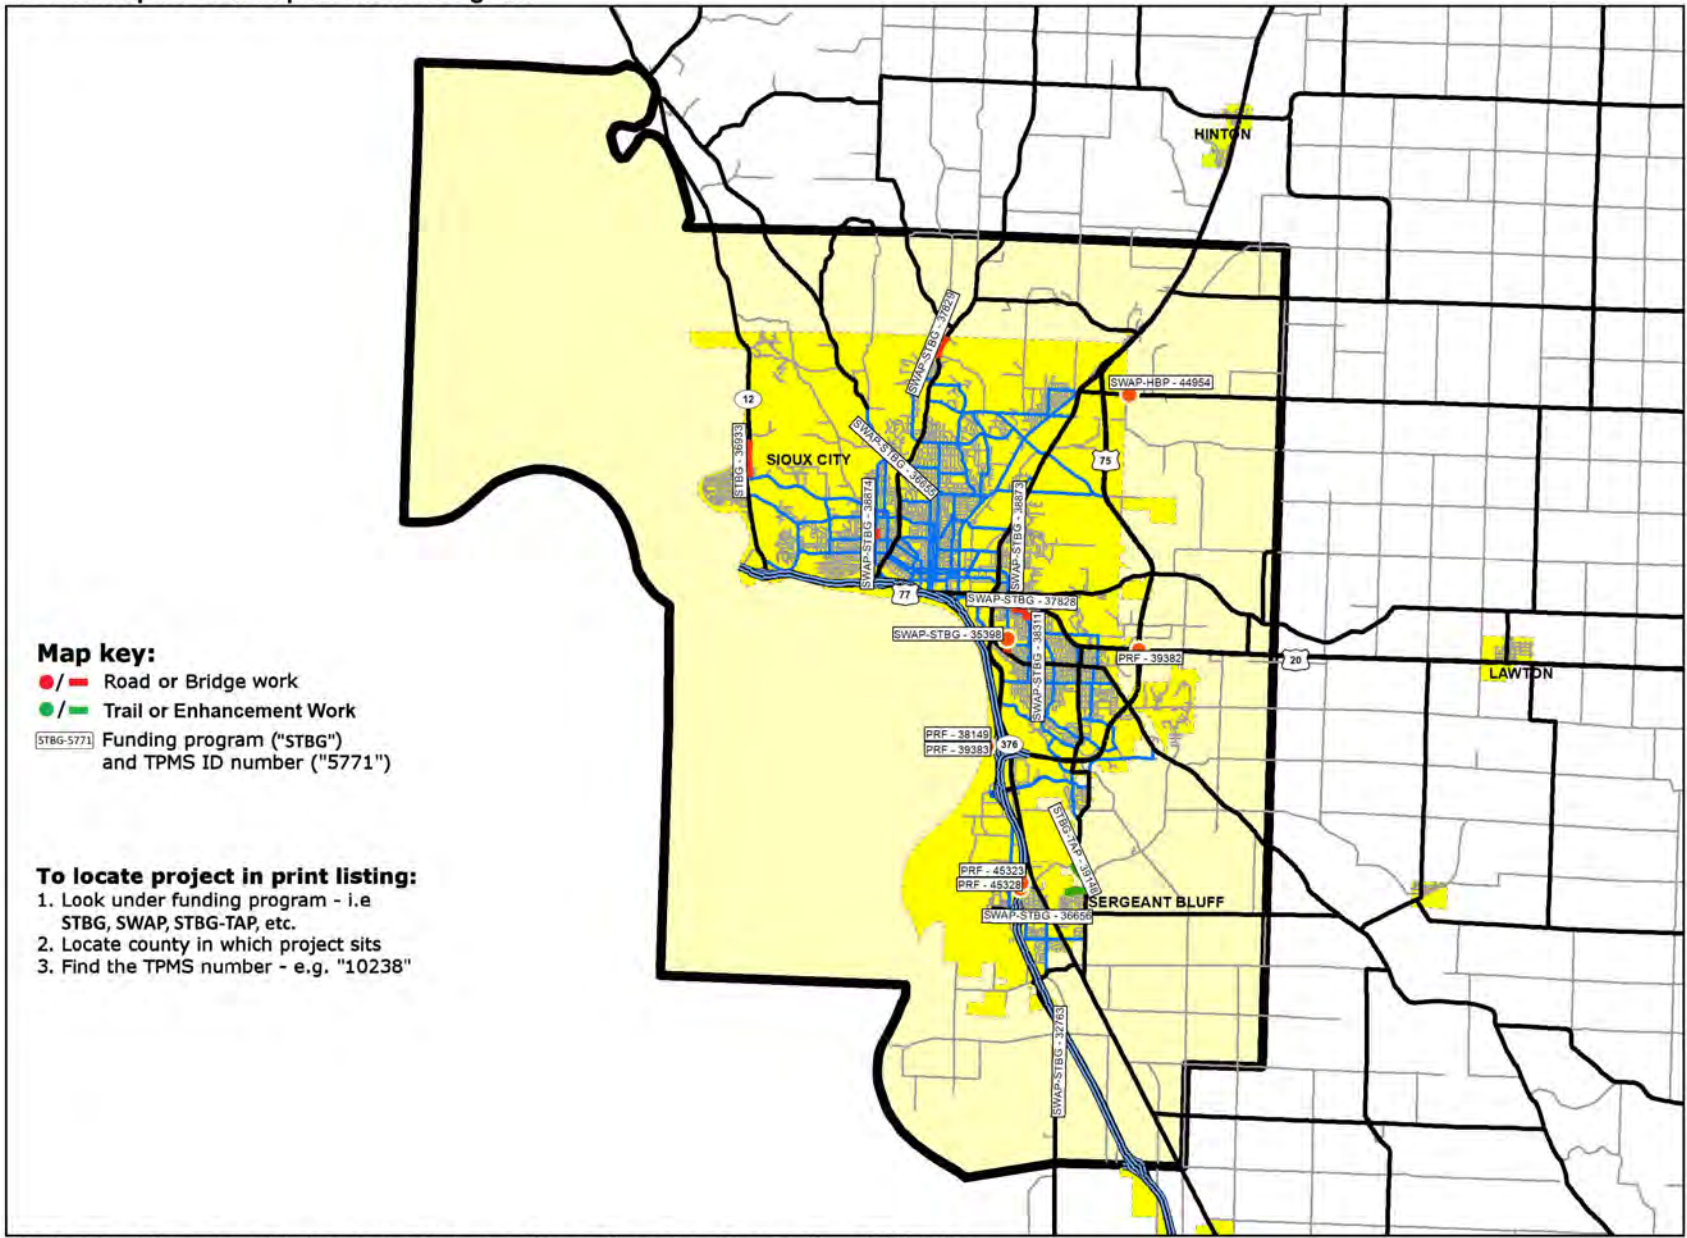 HINTON
SWAP-STBG - 37829
SWAP-HBP - 44954
12
STBG - 36933
SIOUX CITY
SWAP-STBG - 36655
75
SWAP-STBG - 38874
SWAP-STBG - 38873
77
SWAP-STBG - 37828
SWAP-STBG - 35398
SWAP-STBG - 38311
PRF - 39382
20
LAWTON
PRF - 38149
PRF - 39383
376
STBG-TAP - 39148
PRF - 45323
PRF - 45328
SERGEANT BLUFF
SWAP-STBG - 36656
SWAP-STBG - 32763
Map key:
/ Road or Bridge work
/ Trail or Enhancement Work
STBG-5771 Funding program ("STBG")
and TPMS ID number ("5771")
To locate project in print listing:
1. Look under funding program - i.e
STBG, SWAP, STBG-TAP, etc.
2. Locate county in which project sits
3. Find the TPMS number - e.g. "10238"